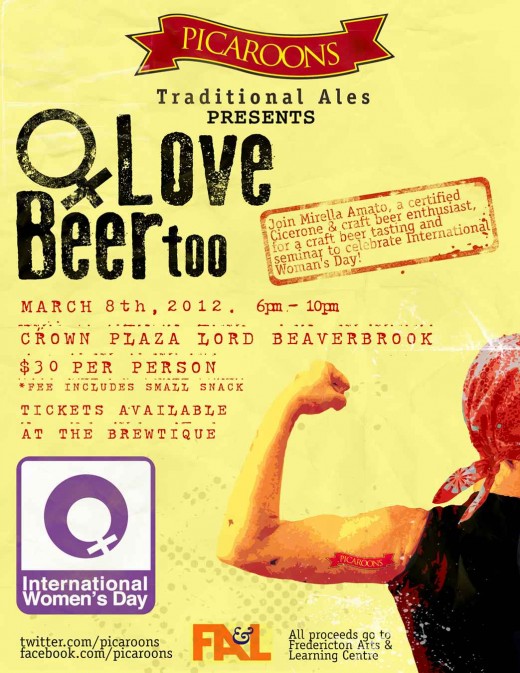 PICAROONS
Traditional Ales
PRESENTS
Love
Beer too
Join Mirella Amato, a certified
Cicerone & craft beer enthusiast,
for a craft beer tasting and
seminar to celebrate International
Woman's Day!
MARCH 8th, 2012. 6pm - 10pm
CROWN PLAZA LORD BEAVERBROOK
$30 PER PERSON
*FEE INCLUDES SMALL SNACK
TICKETS AVAILABLE
AT THE BREWTIQUE
PICAROONS
International
Women's Day
twitter.com/picaroons
facebook.com/picaroons
FA&L
All proceeds go to
Fredericton Arts &
Learning Centre